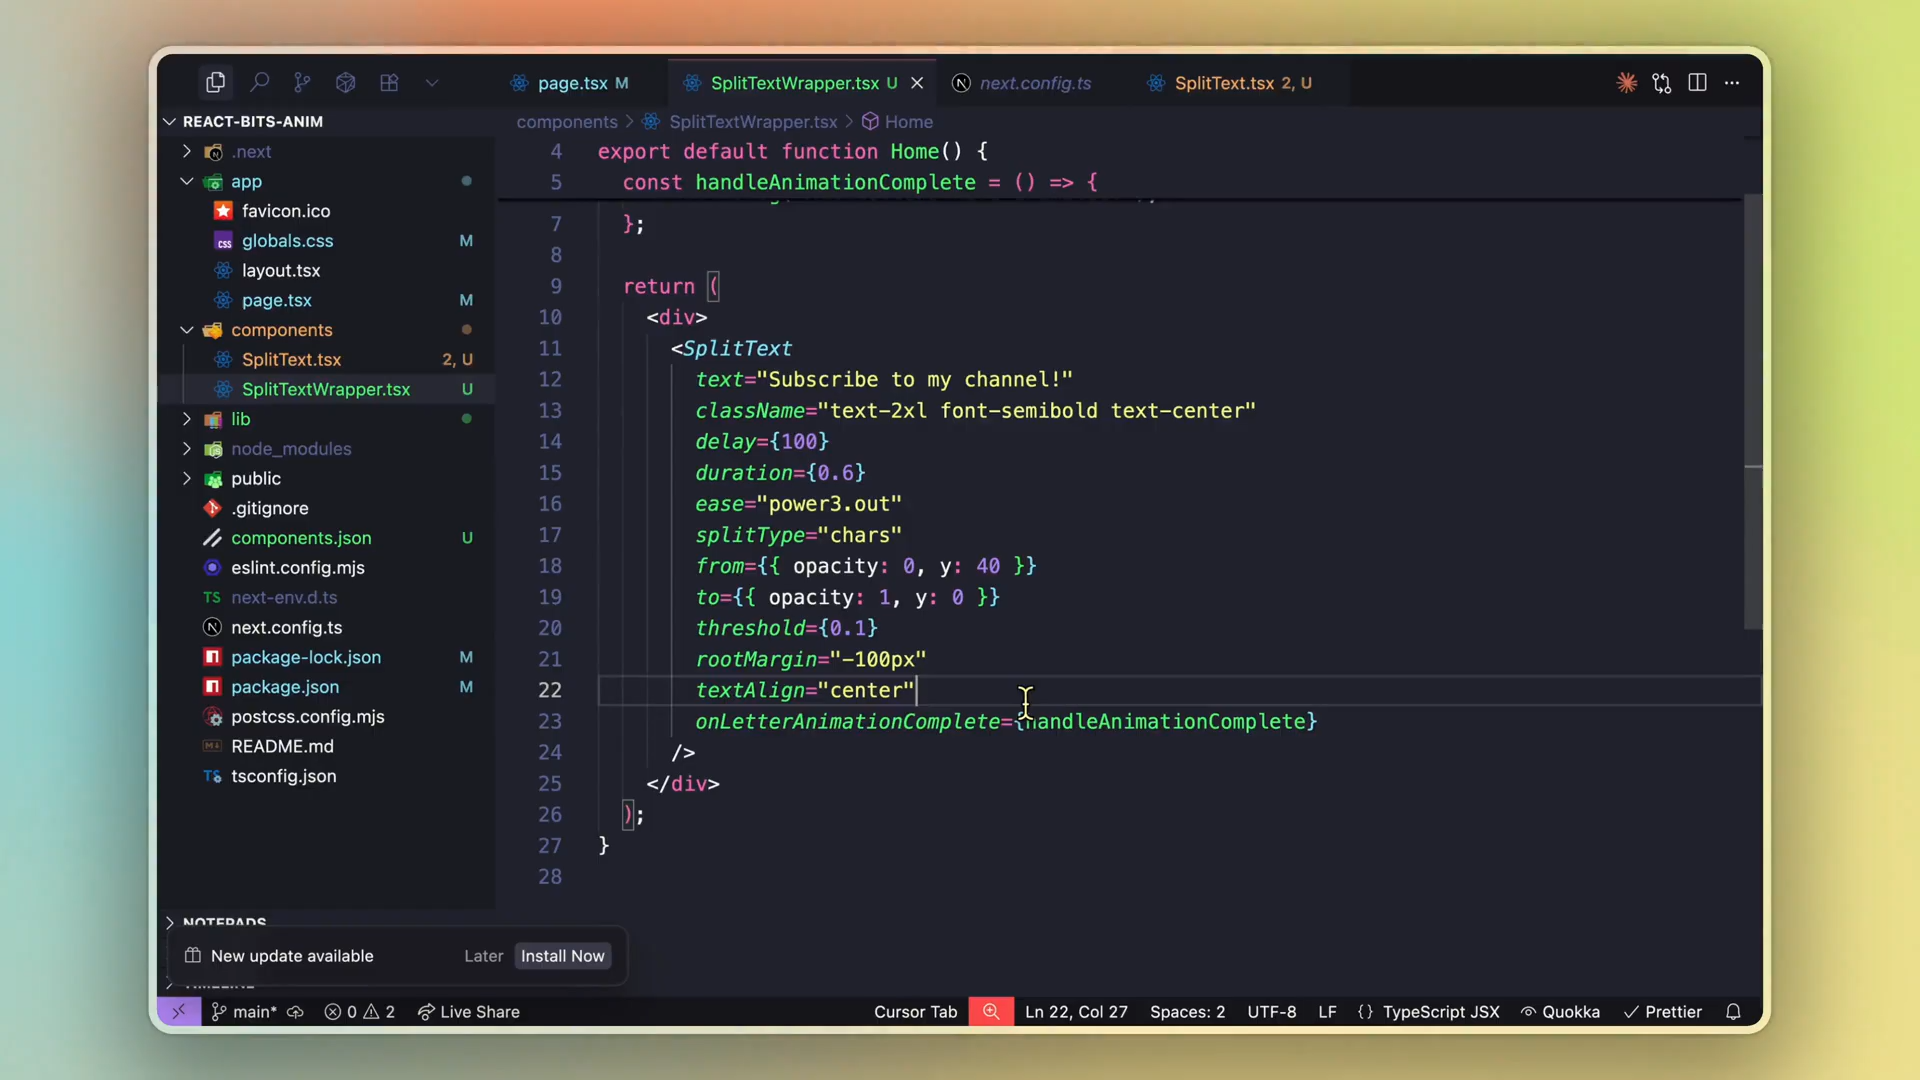 page.tsx M
SplitTextWrapper.tsx U
next.config.ts
SplitText.tsx 2, U
REACT-BITS-ANIM
.next
app
favicon.ico
globals.css M
layout.tsx
page.tsx M
components
SplitText.tsx 2, U
SplitTextWrapper.tsx U
lib
node_modules
public
.gitignore
components.json U
eslint.config.mjs
TS next-env.d.ts
next.config.ts
package-lock.json M
package.json M
postcss.config.mjs
README.md
tsconfig.json
NOTEPADS
New update available Later Install Now
TIMELINE
components > SplitTextWrapper.tsx > Home
4 export default function Home() {
5 const handleAnimationComplete = () => {
7 };
8
9 return (
10 <div>
11 <SplitText
12 text="Subscribe to my channel!"
13 className="text-2xl font-semibold text-center"
14 delay={100}
15 duration={0.6}
16 ease="power3.out"
17 splitType="chars"
18 from={{ opacity: 0, y: 40 }}
19 to={{ opacity: 1, y: 0 }}
20 threshold={0.1}
21 rootMargin="-100px"
22 textAlign="center"
23 onLetterAnimationComplete={handleAnimationComplete}
24 />
25 </div>
26 );
27 }
28
main* 0 2 Live Share Cursor Tab Ln 22, Col 27 Spaces: 2 UTF-8 LF {} TypeScript JSX Quokka Prettier